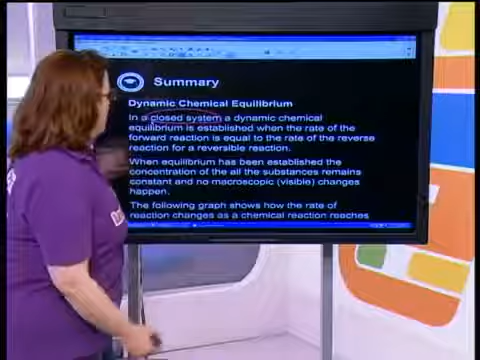 Summary
Dynamic Chemical Equilibrium
In a closed system a dynamic chemical
equilibrium is established when the rate of the
forward reaction is equal to the rate of the reverse
reaction for a reversible reaction.
When equilibrium has been established the
concentration of the all the substances remains
constant and no macroscopic (visible) changes
happen.
The following graph shows how the rate of
reaction changes as a chemical reaction reaches